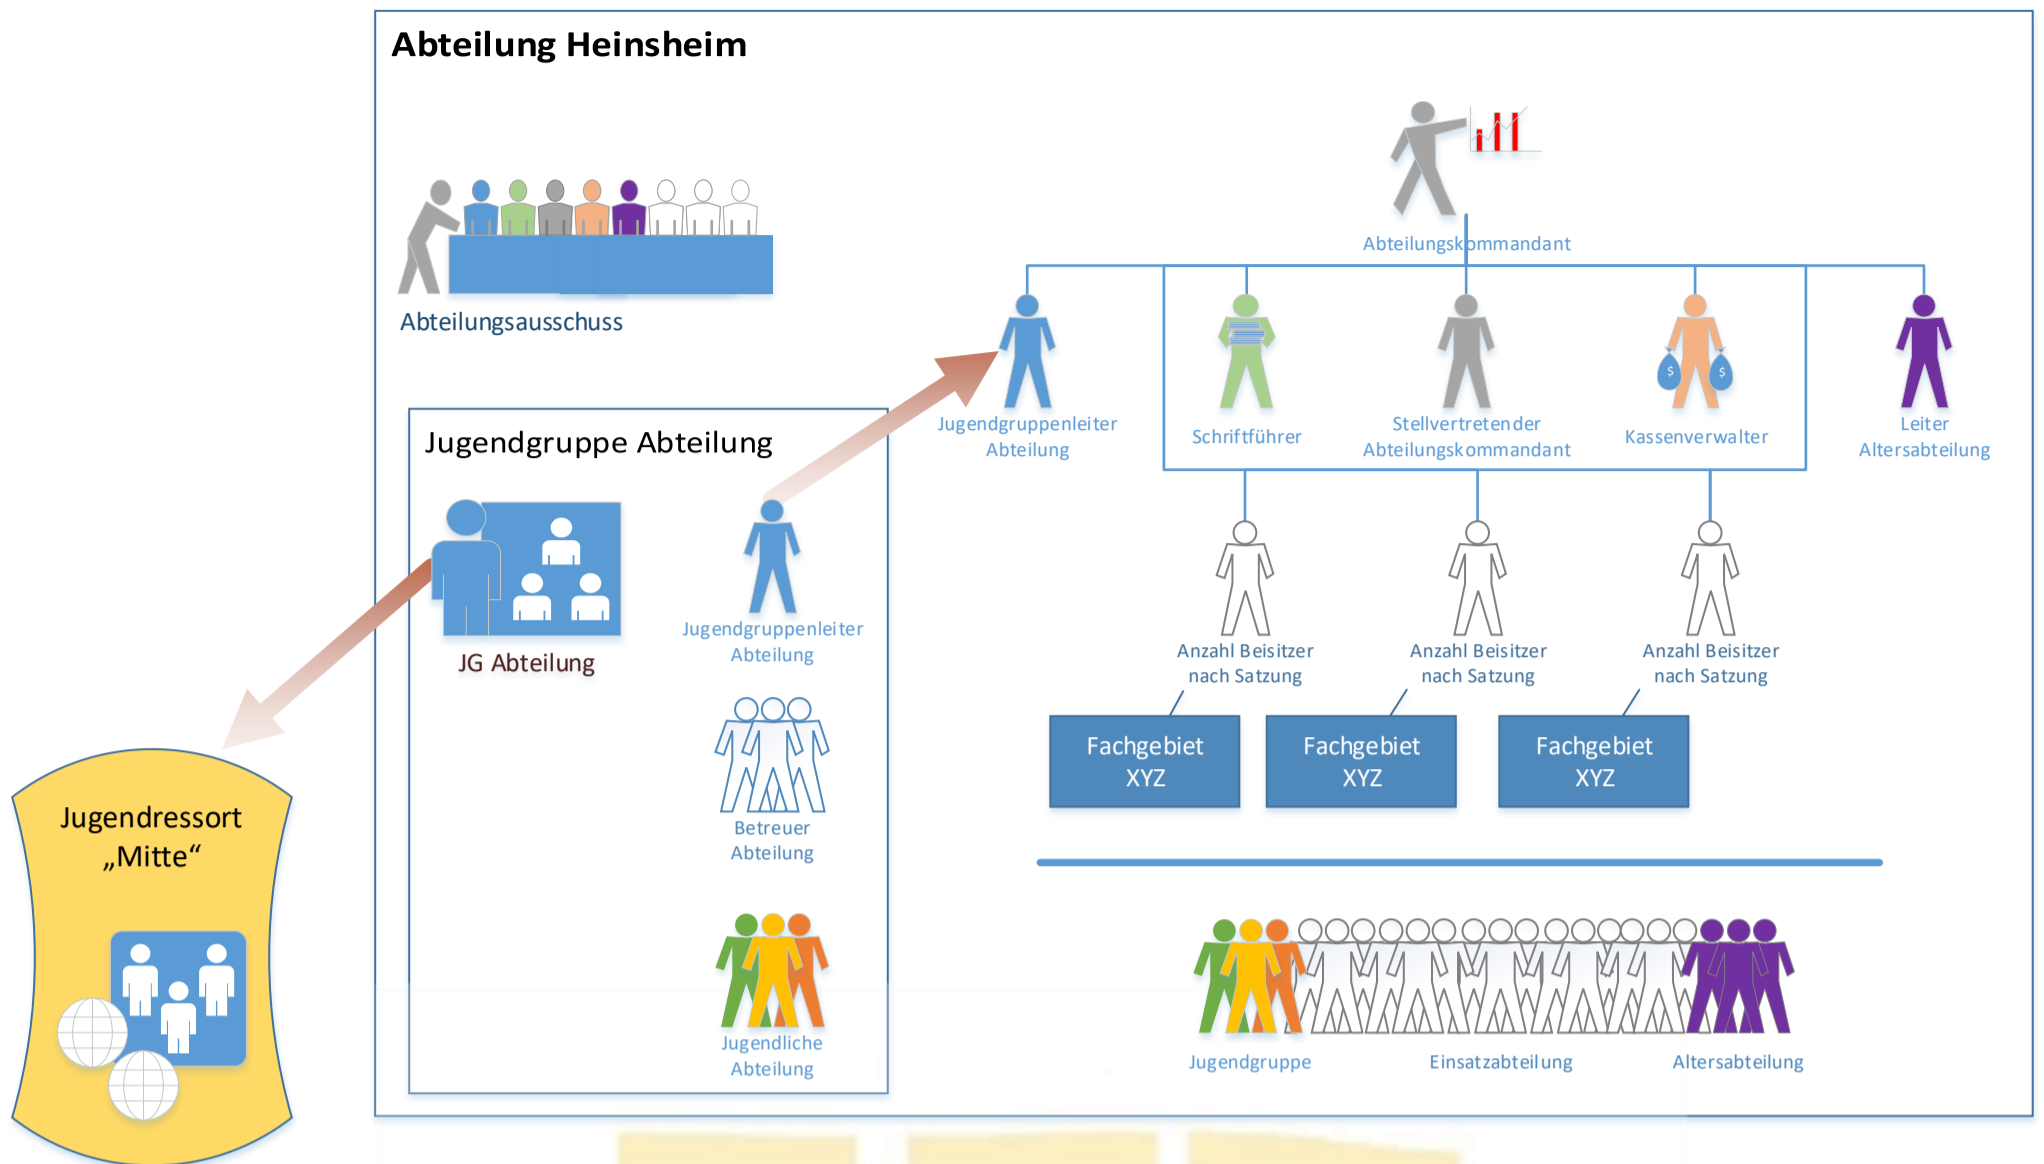 Abteilung Heinsheim
Abteilungskommandant
Abteilungsausschuss
Jugendgruppenleiter
Abteilung
Schriftführer
Stellvertretender
Abteilungskommandant
$
$
Kassenverwalter
Leiter
Altersabteilung
Jugendgruppe Abteilung
JG Abteilung
Jugendgruppenleiter
Abteilung
Betreuer
Abteilung
Jugendliche
Abteilung
Anzahl Beisitzer
nach Satzung
Anzahl Beisitzer
nach Satzung
Anzahl Beisitzer
nach Satzung
Fachgebiet
XYZ
Fachgebiet
XYZ
Fachgebiet
XYZ
Jugendgruppe
Einsatzabteilung
Altersabteilung
Jugendressort
„Mitte“